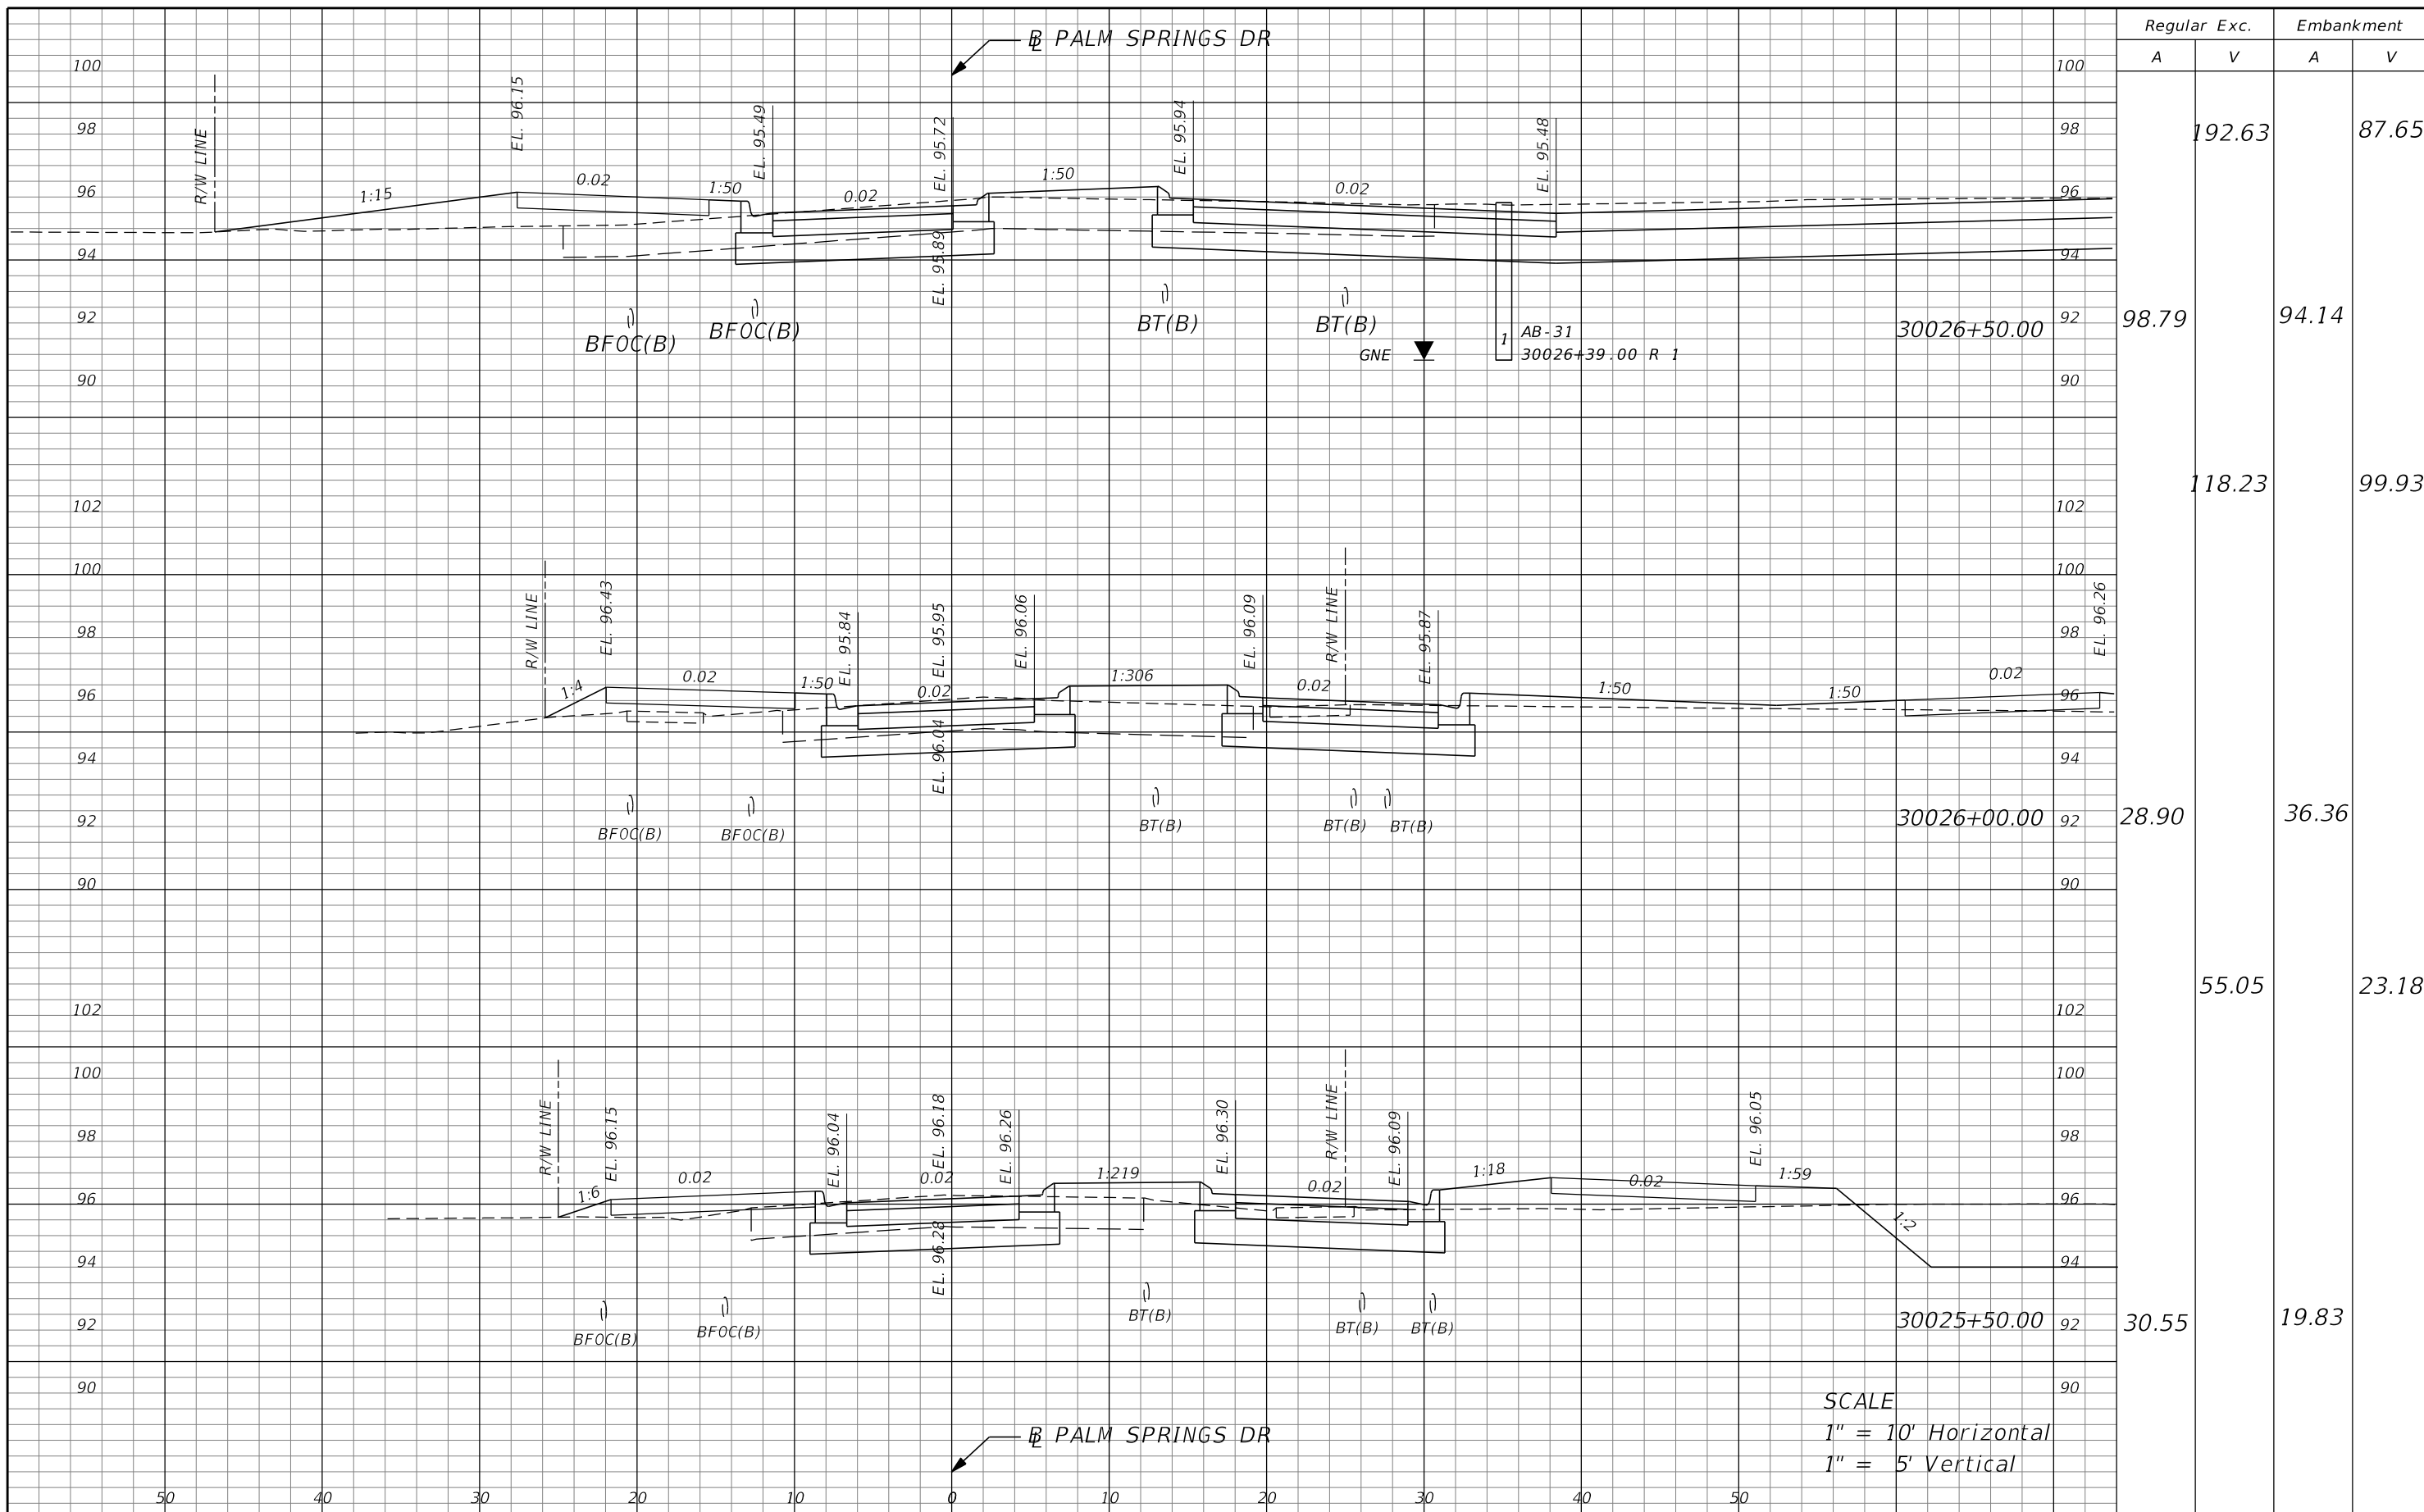 Regular Exc. Embankment
A V A V
℄ PALM SPRINGS DR
100 100
R/W LINE
EL. 96.15
EL. 95.49
EL. 95.72
EL. 95.94
EL. 95.48
98 98
192.63 87.65
96 96
1:15 0.02 1:50 0.02 1:50 0.02
94 94
EL. 95.89
BFOC(B) BFOC(B) BT(B) BT(B)
92 30026+50.00 92
98.79 94.14
GNE
1
AB-31
30026+39.00 R 1
90 90
118.23 99.93
102 102
100 100
R/W LINE
EL. 96.43
EL. 95.84
EL. 95.95
EL. 96.06
EL. 96.09
R/W LINE
EL. 95.87
EL. 96.26
98 98
96 96
1:4 0.02 1:50 0.02 1:306 0.02 1:50 1:50 0.02
94 94
EL. 96.04
BFOC(B) BFOC(B) BT(B) BT(B) BT(B)
92 30026+00.00 92
28.90 36.36
90 90
55.05 23.18
102 102
100 100
R/W LINE
EL. 96.15
EL. 96.04
EL. 96.18
EL. 96.26
EL. 96.30
R/W LINE
EL. 96.09
EL. 96.05
98 98
96 96
1:6 0.02 0.02 1:219 0.02 1:18 0.02 1:59 1:2
94 94
EL. 96.28
BFOC(B) BFOC(B) BT(B) BT(B) BT(B)
92 30025+50.00 92
30.55 19.83
90 90
℄ PALM SPRINGS DR
SCALE
1" = 10' Horizontal
1" = 5' Vertical
50 40 30 20 10 0 10 20 30 40 50